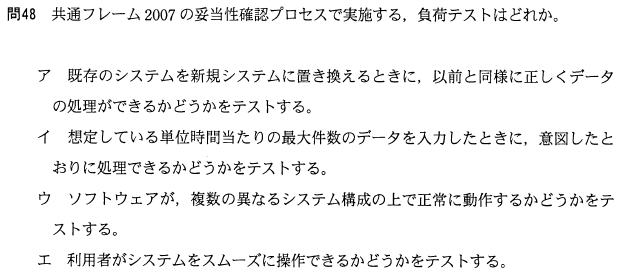 問48 共通フレーム2007の妥当性確認プロセスで実施する，負荷テストはどれか。
ア 既存のシステムを新規システムに置き換えるときに，以前と同様に正しくデータ
の処理ができるかどうかをテストする。
イ 想定している単位時間当たりの最大件数のデータを入力したときに，意図したと
おりに処理できるかどうかをテストする。
ウ ソフトウェアが，複数の異なるシステム構成の上で正常に動作するかどうかをテ
ストする。
エ 利用者がシステムをスムーズに操作できるかどうかをテストする。